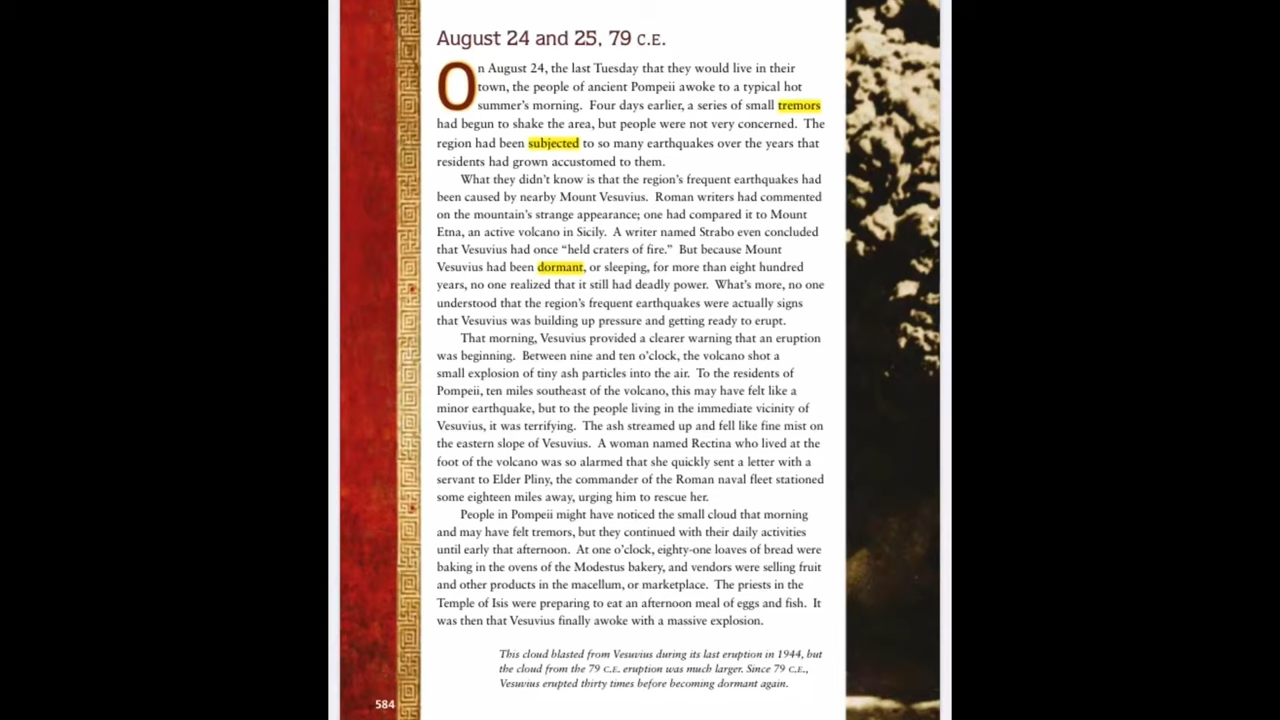 August 24 and 25, 79 C.E.
On August 24, the last Tuesday that they would live in their
town, the people of ancient Pompeii awoke to a typical hot
summer's morning. Four days earlier, a series of small tremors
had begun to shake the area, but people were not very concerned. The
region had been subjected to so many earthquakes over the years that
residents had grown accustomed to them.
What they didn't know is that the region's frequent earthquakes had
been caused by nearby Mount Vesuvius. Roman writers had commented
on the mountain's strange appearance; one had compared it to Mount
Etna, an active volcano in Sicily. A writer named Strabo even concluded
that Vesuvius had once “held craters of fire.” But because Mount
Vesuvius had been dormant, or sleeping, for more than eight hundred
years, no one realized that it still had deadly power. What's more, no one
understood that the region's frequent earthquakes were actually signs
that Vesuvius was building up pressure and getting ready to erupt.
That morning, Vesuvius provided a clearer warning that an eruption
was beginning. Between nine and ten o'clock, the volcano shot a
small explosion of tiny ash particles into the air. To the residents of
Pompeii, ten miles southeast of the volcano, this may have felt like a
minor earthquake, but to the people living in the immediate vicinity of
Vesuvius, it was terrifying. The ash streamed up and fell like fine mist on
the eastern slope of Vesuvius. A woman named Rectina who lived at the
foot of the volcano was so alarmed that she quickly sent a letter with a
servant to Elder Pliny, the commander of the Roman naval fleet stationed
some eighteen miles away, urging him to rescue her.
People in Pompeii might have noticed the small cloud that morning
and may have felt tremors, but they continued with their daily activities
until early that afternoon. At one o'clock, eighty-one loaves of bread were
baking in the ovens of the Modestus bakery, and vendors were selling fruit
and other products in the macellum, or marketplace. The priests in the
Temple of Isis were preparing to eat an afternoon meal of eggs and fish. It
was then that Vesuvius finally awoke with a massive explosion.
This cloud blasted from Vesuvius during its last eruption in 1944, but
the cloud from the 79 C.E. eruption was much larger. Since 79 C.E.,
Vesuvius erupted thirty times before becoming dormant again.
584